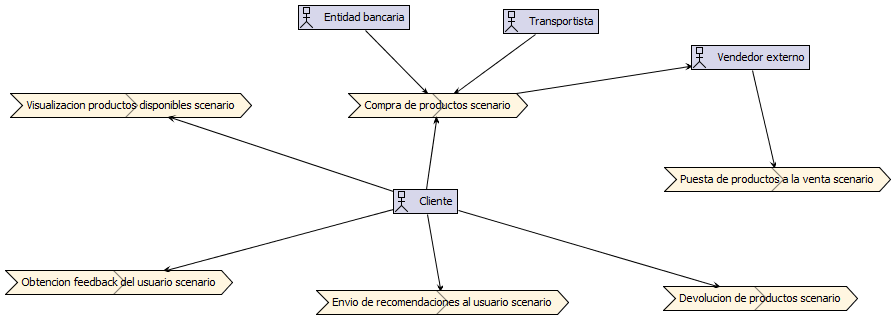 Entidad bancaria
Transportista
Vendedor externo
Visualizacion productos disponibles scenario
Compra de productos scenario
Puesta de productos a la venta scenario
Cliente
Obtencion feedback del usuario scenario
Envio de recomendaciones al usuario scenario
Devolucion de productos scenario